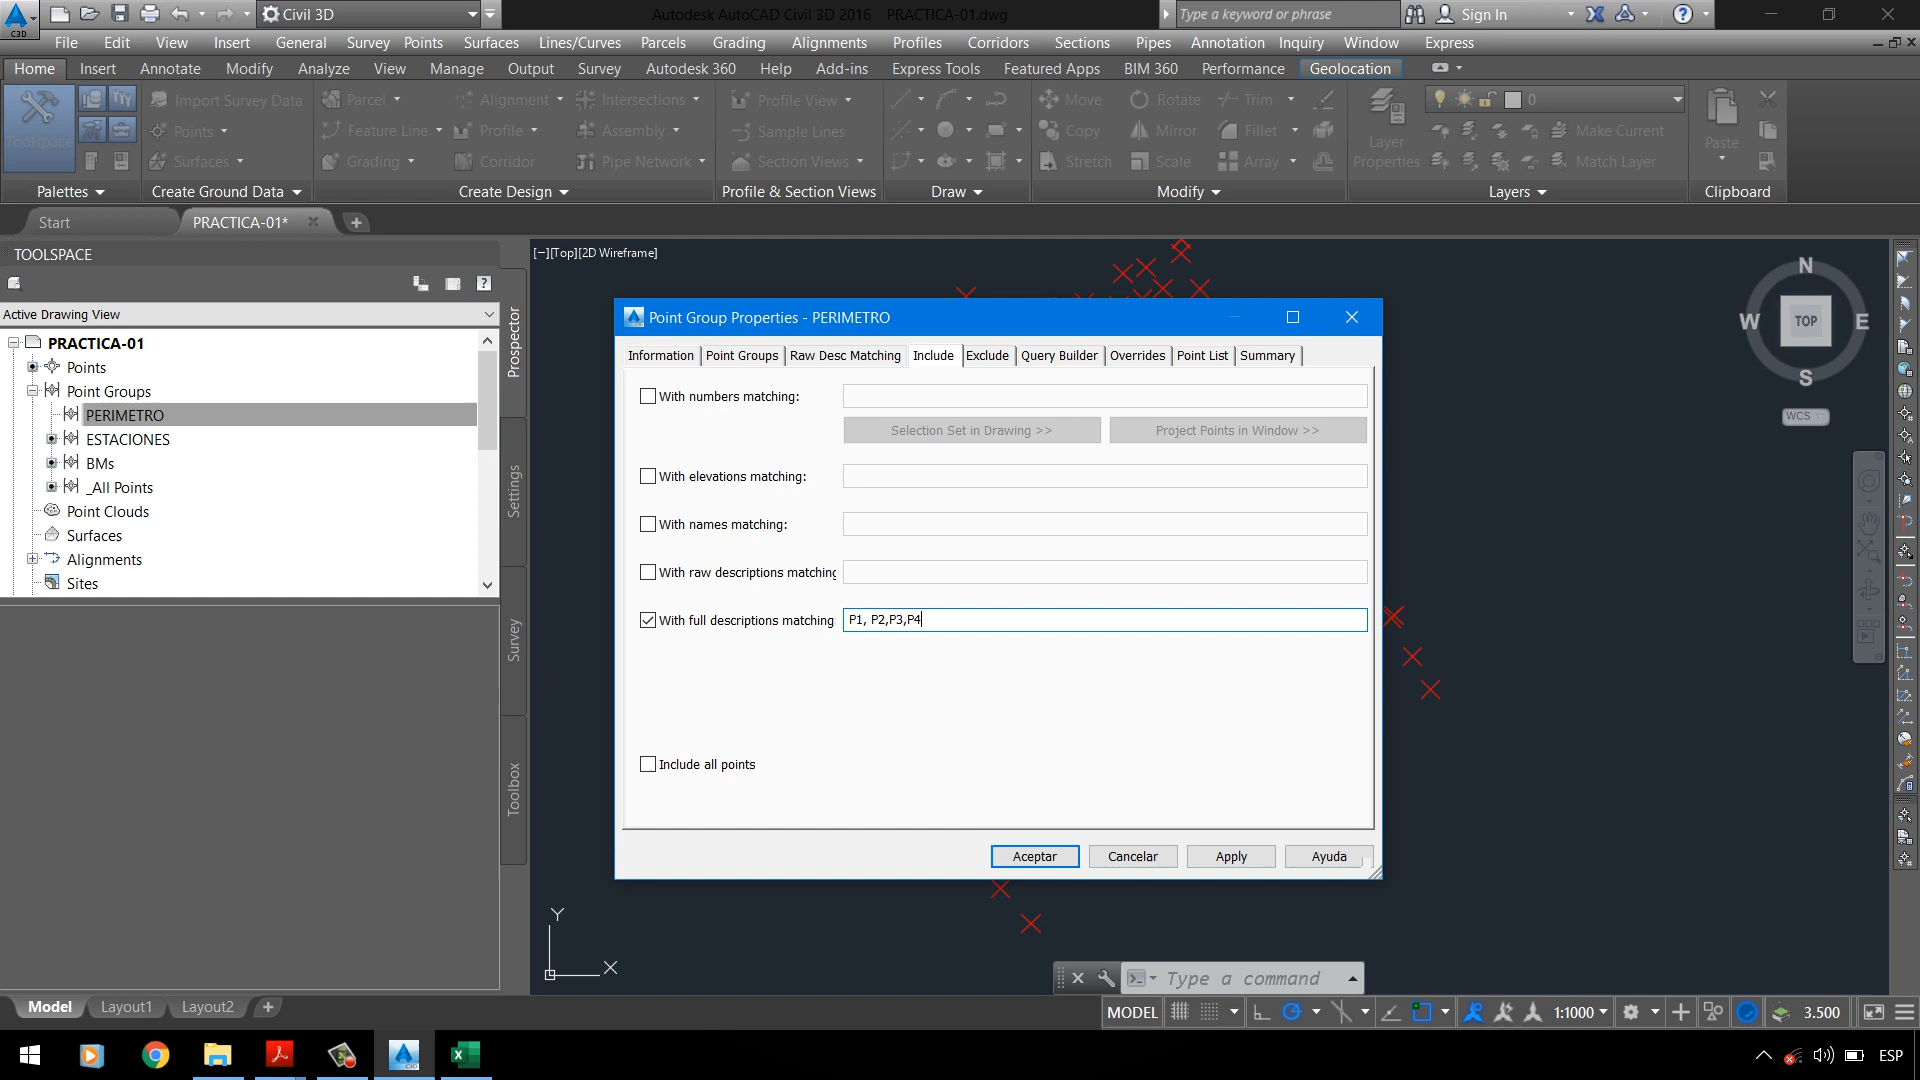 Civil 3D
Autodesk AutoCAD Civil 3D 2016 PRACTICA-01.dwg
Type a keyword or phrase
Sign In
C3D
File Edit View Insert General Survey Points Surfaces Lines/Curves Parcels Grading Alignments Profiles Corridors Sections Pipes Annotation Inquiry Window Express
Home Insert Annotate Modify Analyze View Manage Output Survey Autodesk 360 Help Add-ins Express Tools Featured Apps BIM 360 Performance Geolocation
Import Survey Data Parcel Alignment Intersections Profile View Move Rotate Trim 0
Toolspace Points Feature Line Profile Assembly Sample Lines Copy Mirror Fillet Layer Properties Make Current Paste
Surfaces Grading Corridor Pipe Network Section Views Stretch Scale Array Match Layer
Palettes Create Ground Data Create Design Profile & Section Views Draw Modify Layers Clipboard
Start PRACTICA-01*
TOOLSPACE
Active Drawing View
PRACTICA-01
Points
Point Groups
PERIMETRO
ESTACIONES
BMs
_All Points
Point Clouds
Surfaces
Alignments
Sites
Prospector
Settings
Survey
Toolbox
[−][Top][2D Wireframe]
N
W TOP E
S
WCS
Point Group Properties - PERIMETRO
Information Point Groups Raw Desc Matching Include Exclude Query Builder Overrides Point List Summary
With numbers matching:
Selection Set in Drawing >> Project Points in Window >>
With elevations matching:
With names matching:
With raw descriptions matching
With full descriptions matching P1, P2,P3,P4
Include all points
Aceptar Cancelar Apply Ayuda
Y
X
Type a command
Model Layout1 Layout2
MODEL 1:1000 3.500
ESP